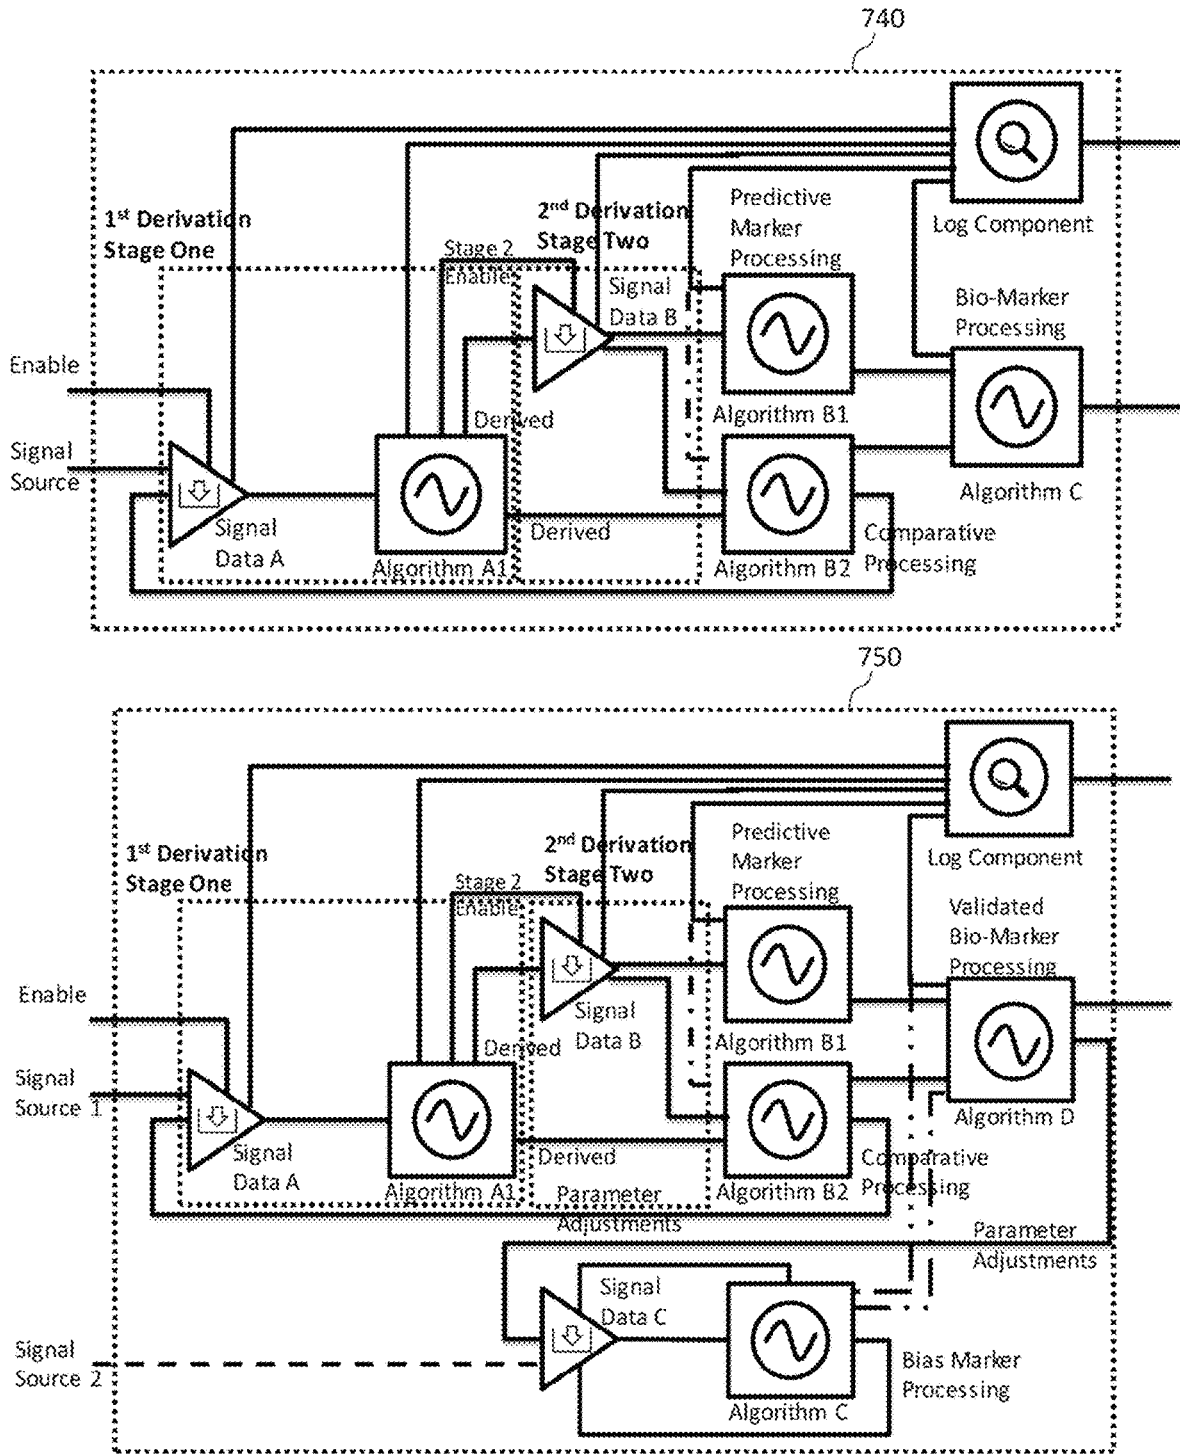 740
1st Derivation
Stage One
2nd Derivation
Stage Two
Stage 2
Enable
Signal
Data B
Predictive
Marker
Processing
Log Component
Bio-Marker
Processing
Enable
Signal
Source
Signal
Data A
Algorithm A1
Derived
Derived
Algorithm B1
Algorithm B2
Algorithm C
Comparative
Processing
750
1st Derivation
Stage One
2nd Derivation
Stage Two
Stage 2
Enable
Signal
Data B
Predictive
Marker
Processing
Log Component
Validated
Bio-Marker
Processing
Enable
Signal
Source 1
Signal
Data A
Algorithm A1
Derived
Derived
Algorithm B1
Algorithm B2
Algorithm D
Comparative
Processing
Parameter
Adjustments
Parameter
Adjustments
Signal
Data C
Signal
Source 2
Algorithm C
Bias Marker
Processing